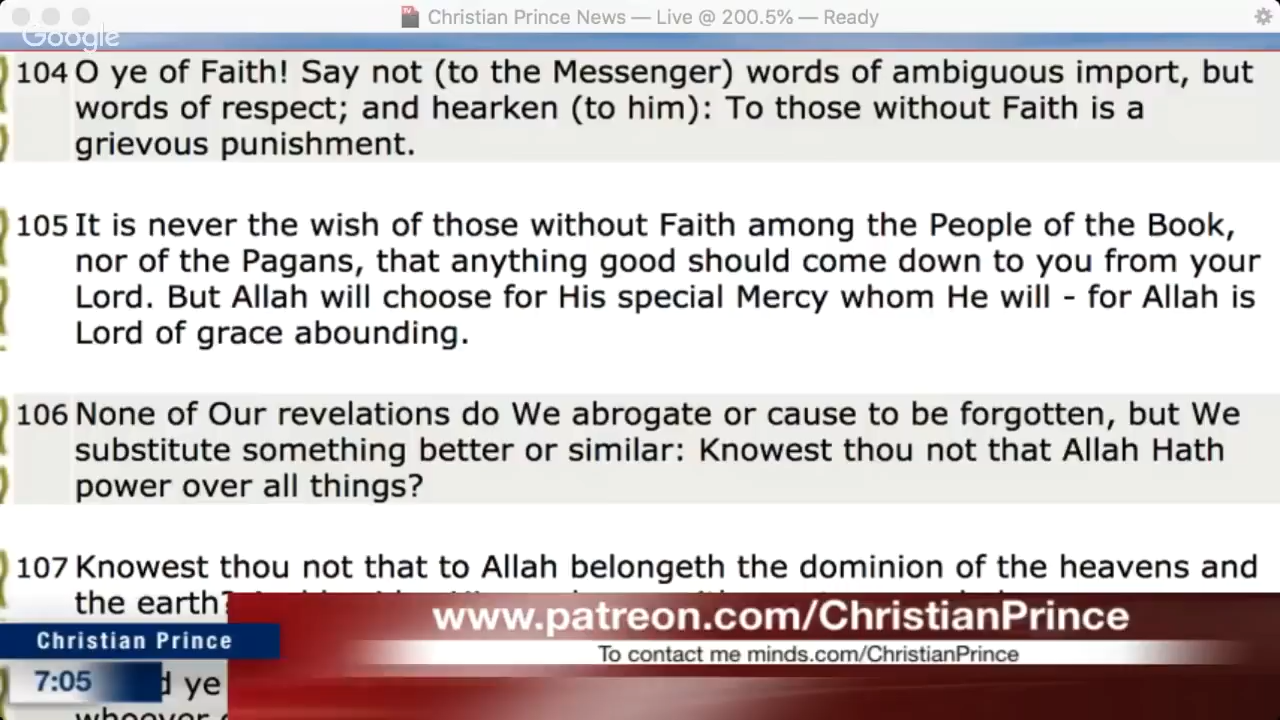 Christian Prince News — Live @ 200.5% — Ready
Google
104 O ye of Faith! Say not (to the Messenger) words of ambiguous import, but
words of respect; and hearken (to him): To those without Faith is a
grievous punishment.
105 It is never the wish of those without Faith among the People of the Book,
nor of the Pagans, that anything good should come down to you from your
Lord. But Allah will choose for His special Mercy whom He will - for Allah is
Lord of grace abounding.
106 None of Our revelations do We abrogate or cause to be forgotten, but We
substitute something better or similar: Knowest thou not that Allah Hath
power over all things?
107 Knowest thou not that to Allah belongeth the dominion of the heavens and
the earth?
www.patreon.com/ChristianPrince
Christian Prince
To contact me minds.com/ChristianPrince
7:05
ye
whoever